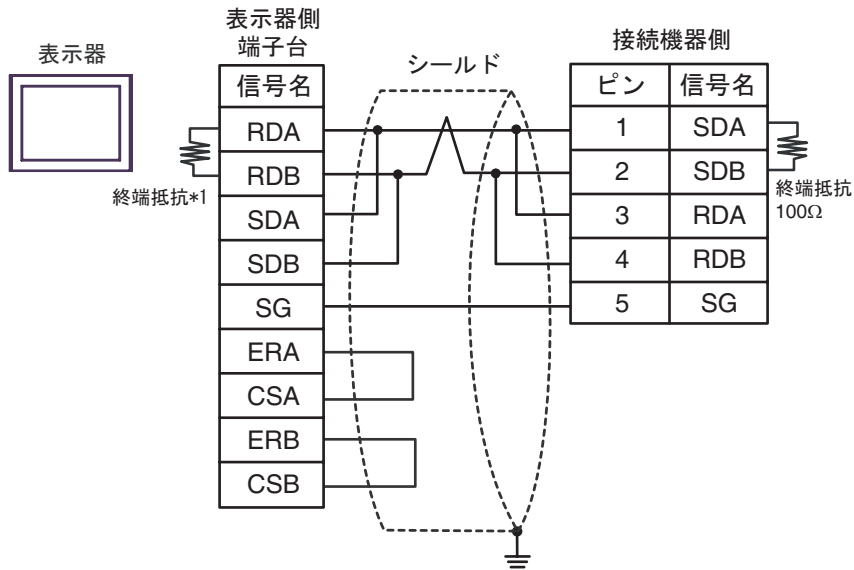 表示器
表示器側
端子台
信号名
RDA
RDB
SDA
SDB
SG
ERA
CSA
ERB
CSB
終端抵抗*1
シールド
接続機器側
ピン 信号名
1 SDA
2 SDB
3 RDA
4 RDB
5 SG
終端抵抗
100Ω